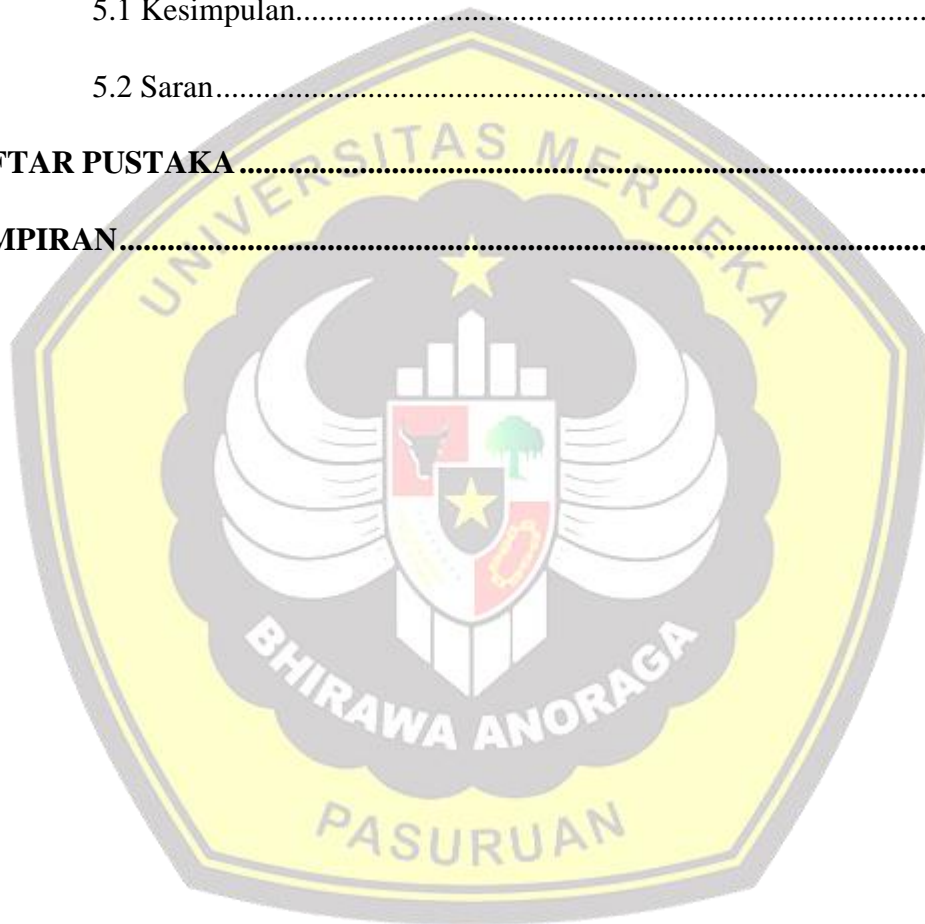 5.1 Kesimpulan....................................................................................
5.2 Saran..............................................................................................
FTAR PUSTAKA..................................................................................
MPIRAN................................................................................................
UNIVERSITAS MERDEKA
BHIRAWA ANORAGA
PASURUAN